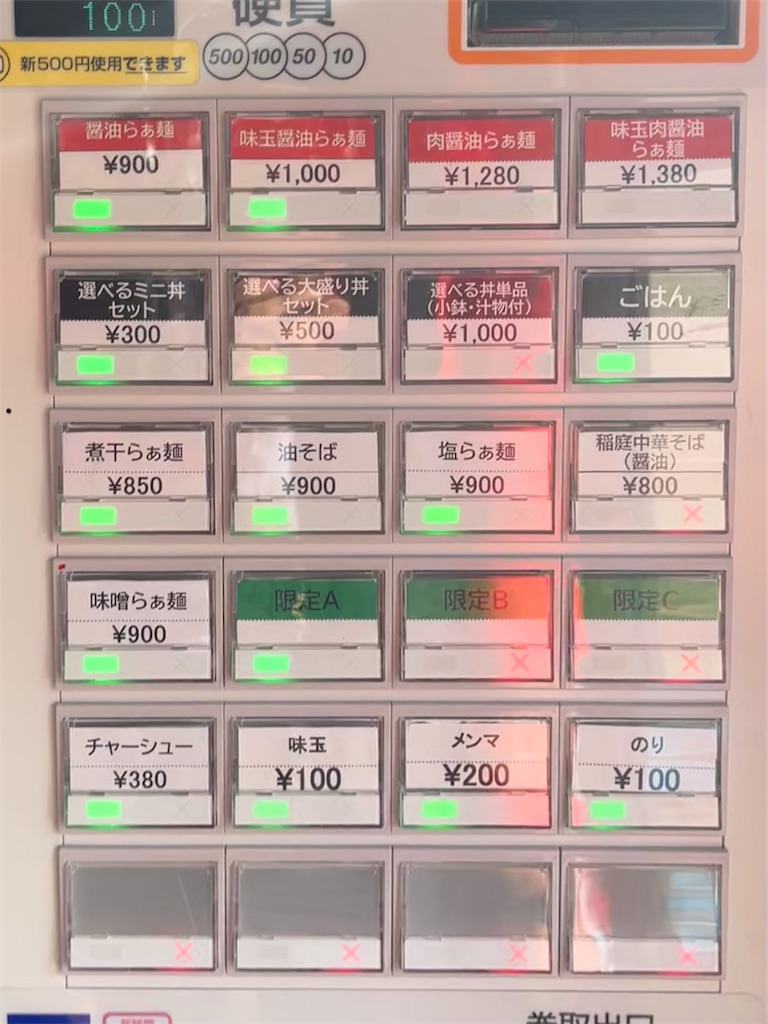 100
硬貨
新500円使用できます
500 100 50 10
醤油らぁ麺
¥900
味玉醤油らぁ麺
¥1,000
肉醤油らぁ麺
¥1,280
味玉肉醤油
らぁ麺
¥1,380
選べるミニ丼
セット
¥300
選べる大盛り丼
セット
¥500
選べる丼単品
(小鉢・汁物付)
¥1,000
ごはん
¥100
煮干らぁ麺
¥850
油そば
¥900
塩らぁ麺
¥900
稲庭中華そば
(醤油)
¥800
味噌らぁ麺
¥900
限定A
限定B
限定C
チャーシュー
¥380
味玉
¥100
メンマ
¥200
のり
¥100
券取出口